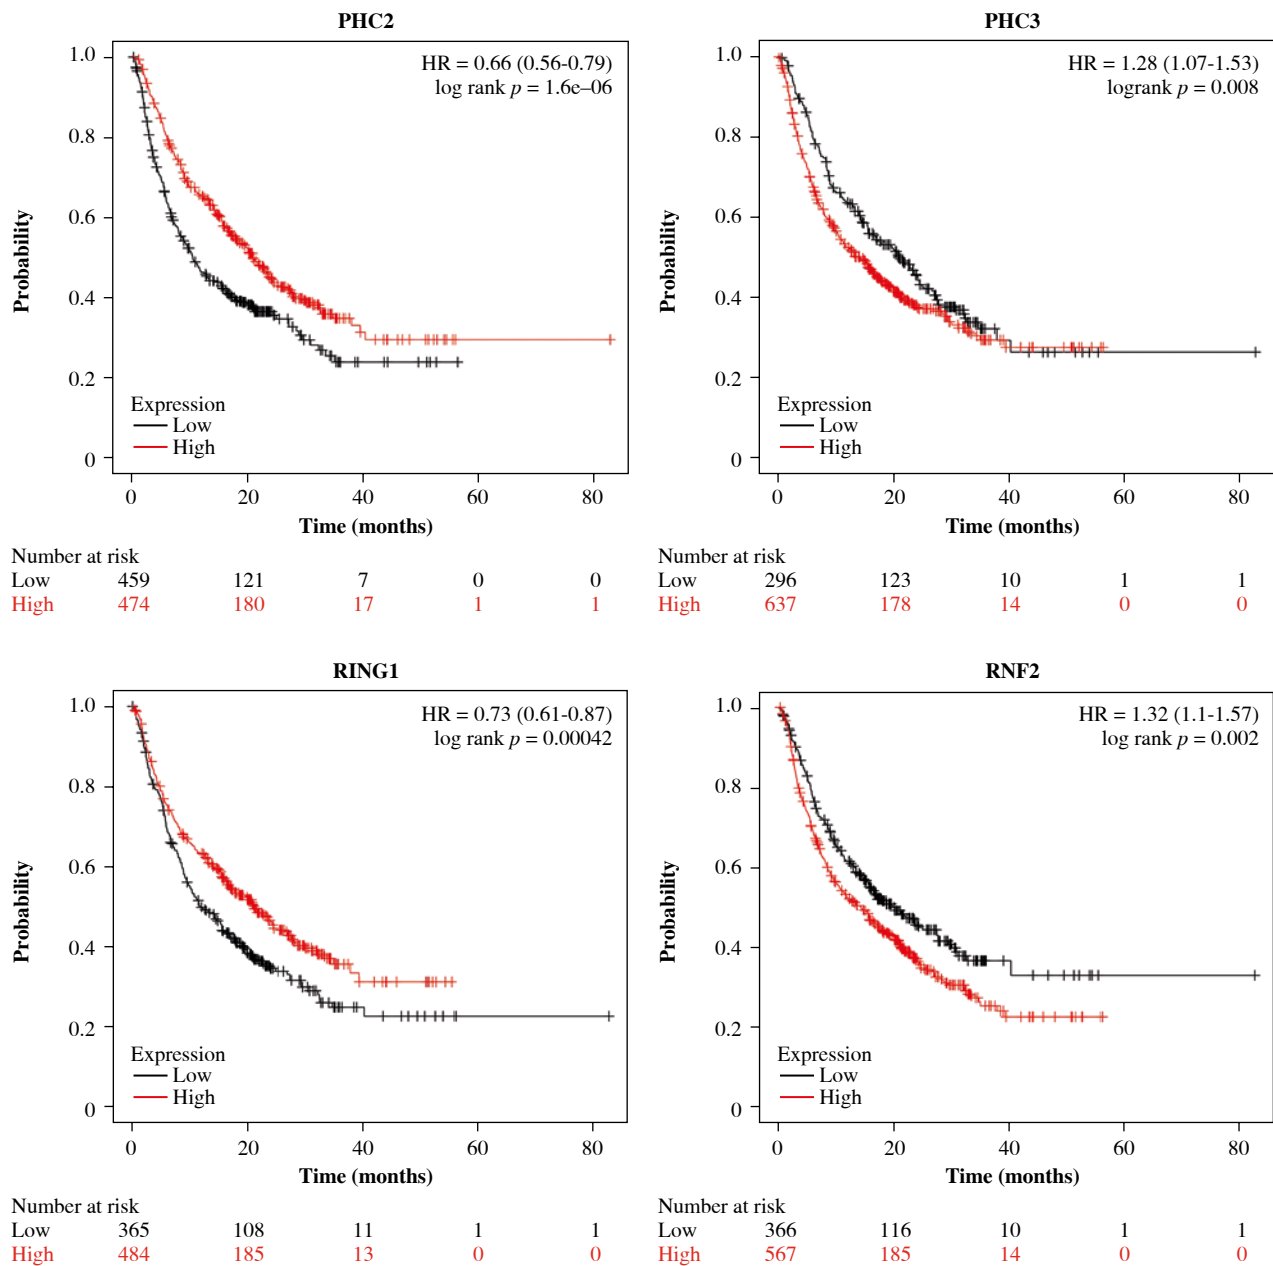 PHC2
HR = 0.66 (0.56-0.79)
log rank p = 1.6e–06
Probability
1.0
0.8
0.6
0.4
0.2
0
Expression
Low
High
0 20 40 60 80
Time (months)
Number at risk
Low 459 121 7 0 0
High 474 180 17 1 1
PHC3
HR = 1.28 (1.07-1.53)
logrank p = 0.008
Probability
1.0
0.8
0.6
0.4
0.2
0
Expression
Low
High
0 20 40 60 80
Time (months)
Number at risk
Low 296 123 10 1 1
High 637 178 14 0 0
RING1
HR = 0.73 (0.61-0.87)
log rank p = 0.00042
Probability
1.0
0.8
0.6
0.4
0.2
0
Expression
Low
High
0 20 40 60 80
Time (months)
Number at risk
Low 365 108 11 1 1
High 484 185 13 0 0
RNF2
HR = 1.32 (1.1-1.57)
log rank p = 0.002
Probability
1.0
0.8
0.6
0.4
0.2
0
Expression
Low
High
0 20 40 60 80
Time (months)
Number at risk
Low 366 116 10 1 1
High 567 185 14 0 0